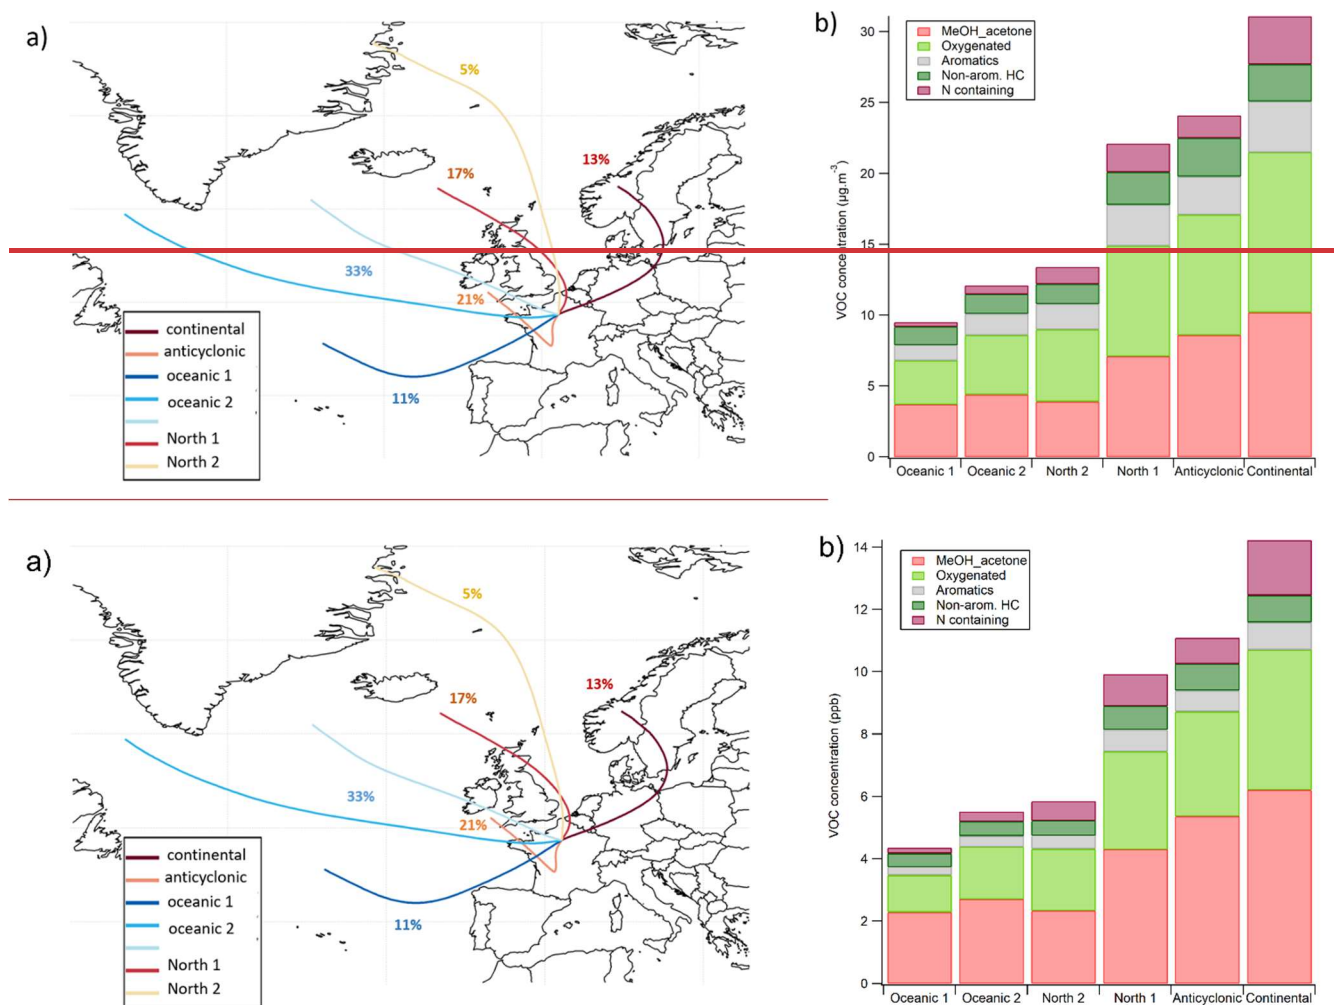 a)
5%
17%
13%
33%
21%
11%
continental
anticyclonic
oceanic 1
oceanic 2
North 1
North 2
b)
MeOH_acetone
Oxygenated
Aromatics
Non-arom. HC
N containing
VOC concentration (µg.m⁻³)
30
25
20
15
10
5
0
Oceanic 1 Oceanic 2 North 2 North 1 Anticyclonic Continental
a)
5%
17%
13%
33%
21%
11%
continental
anticyclonic
oceanic 1
oceanic 2
North 1
North 2
b)
MeOH_acetone
Oxygenated
Aromatics
Non-arom. HC
N containing
VOC concentration (ppb)
14
12
10
8
6
4
2
0
Oceanic 1 Oceanic 2 North 2 North 1 Anticyclonic Continental